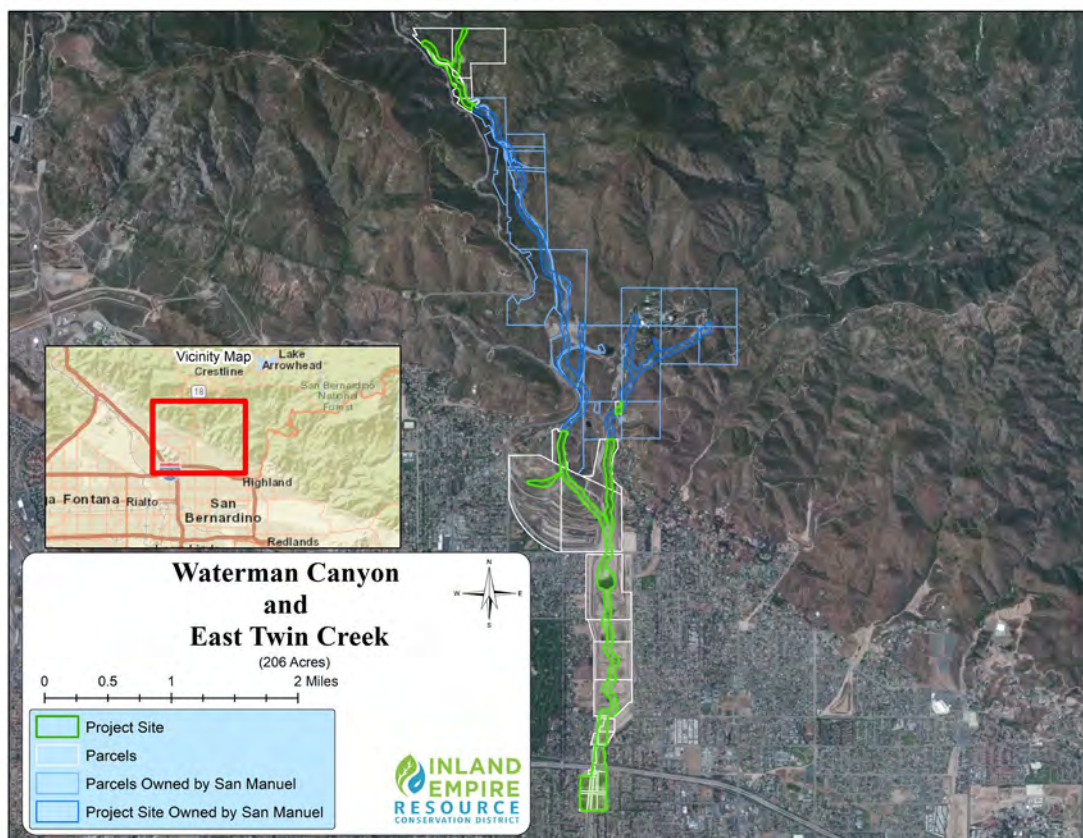 Vicinity Map
Lake
Arrowhead
Crestline
18
San Bernardino
National
Forest
Highland
ga Fontana
Rialto
San
Bernardino
Redlands
Waterman Canyon
and
East Twin Creek
(206 Acres)
N
W
E
S
0 0.5 1 2 Miles
Project Site
Parcels
Parcels Owned by San Manuel
Project Site Owned by San Manuel
INLAND
EMPIRE
RESOURCE
CONSERVATION DISTRICT